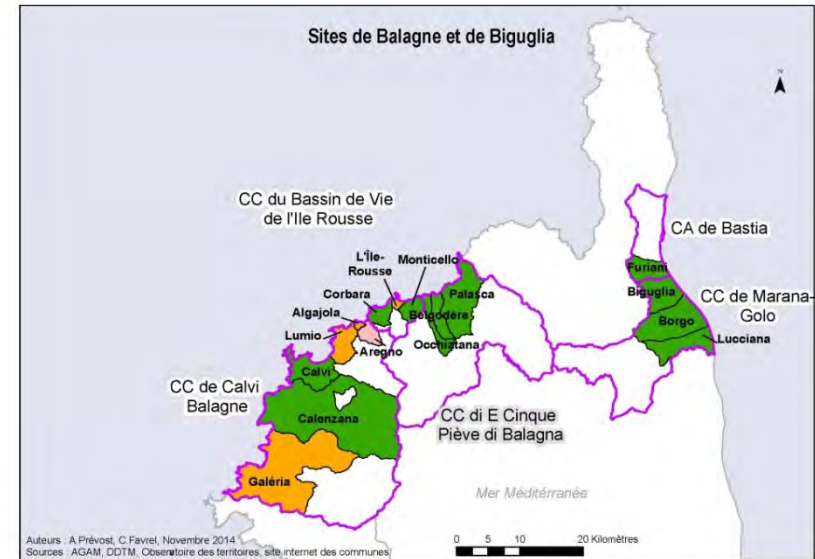 Sites de Balagne et de Biguglia
N
CC du Bassin de Vie
de l'Ile Rousse
CA de Bastia
L'Île-
Rousse
Monticello
Furiani
Corbara
Palasca
Biguglia
CC de Marana-
Golo
Algajola
Belgodère
Borgo
Lumio
Lucciana
Aregno
Occhiatana
Calvi
CC de Calvi
Balagne
CC di E Cinque
Piève di Balagna
Calenzana
Galéria
Mer Méditérranée
Auteurs : A.Prévost, C.Favrel, Novembre 2014
Sources : AGAM, DDTM, Observatoire des territoires, site internet des communes
0 5 10 20 Kilomètres